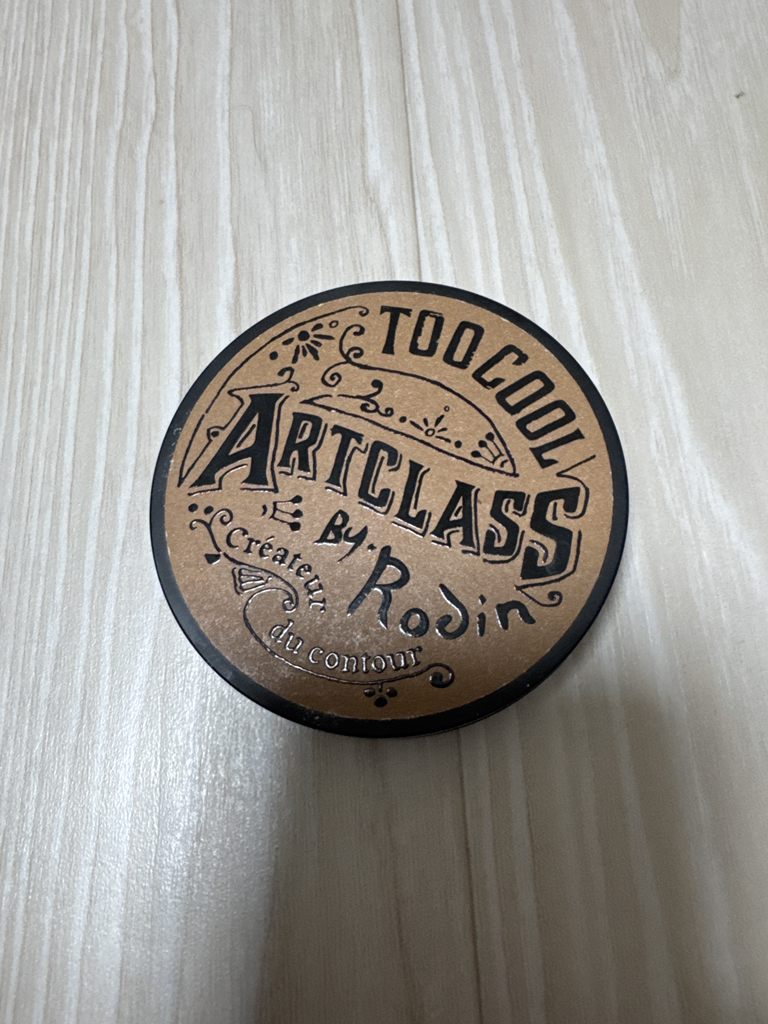 TOO COOL
ARTCLASS
By. Rodin
Créateur
du contour